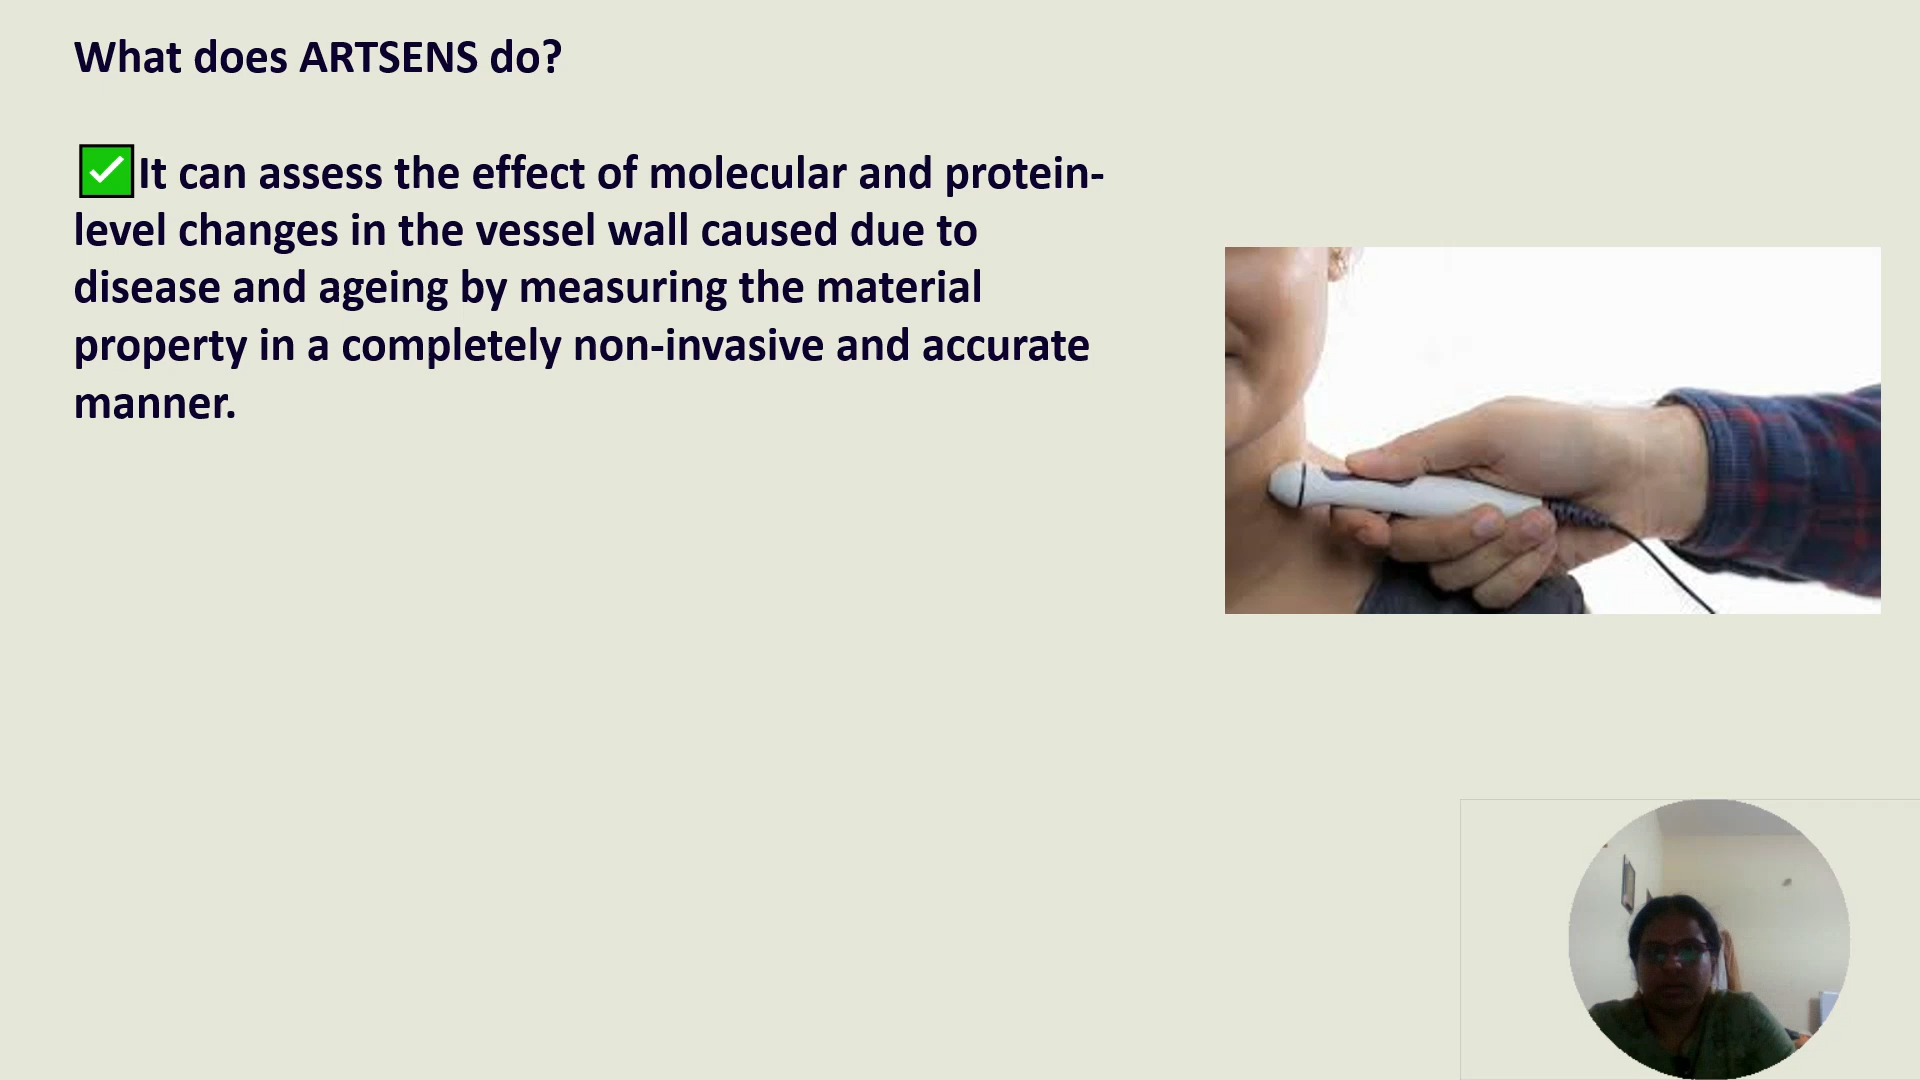 What does ARTSENS do?
✅It can assess the effect of molecular and protein-
level changes in the vessel wall caused due to
disease and ageing by measuring the material
property in a completely non-invasive and accurate
manner.